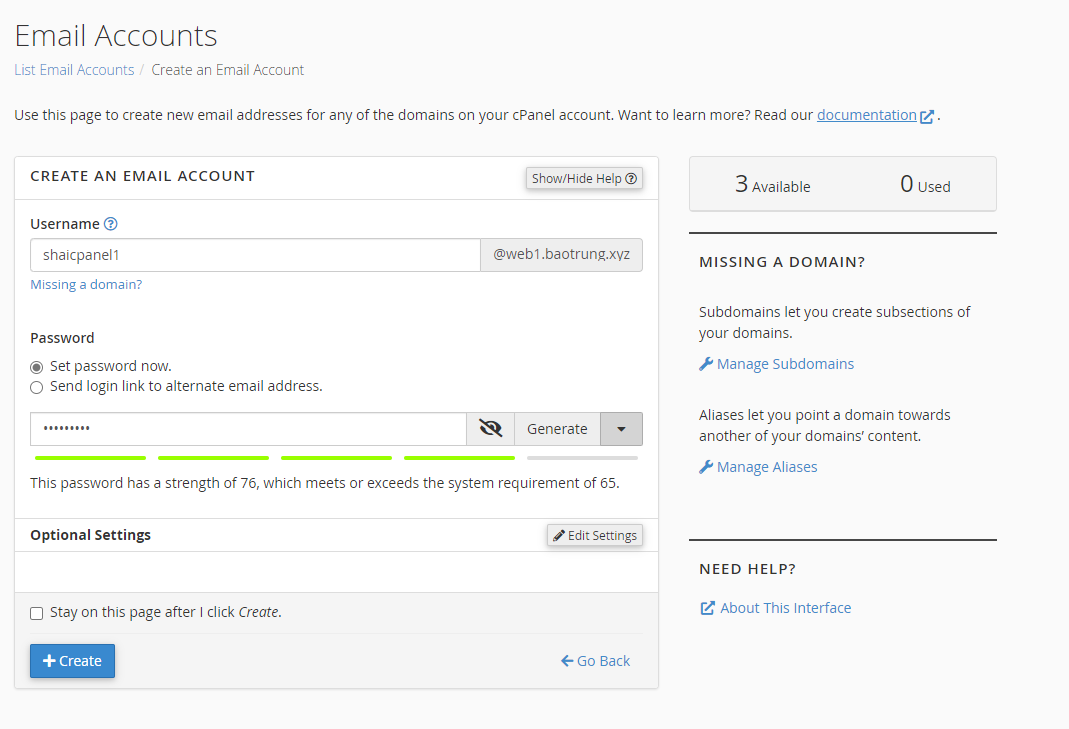 Email Accounts
List Email Accounts / Create an Email Account
Use this page to create new email addresses for any of the domains on your cPanel account. Want to learn more? Read our documentation .
CREATE AN EMAIL ACCOUNT
Show/Hide Help
Username
shaicpanel1
@web1.baotrung.xyz
Missing a domain?
Password
Set password now.
Send login link to alternate email address.
•••••••••
Generate
This password has a strength of 76, which meets or exceeds the system requirement of 65.
Optional Settings
Edit Settings
Stay on this page after I click Create.
Create
Go Back
3 Available
0 Used
MISSING A DOMAIN?
Subdomains let you create subsections of
your domains.
Manage Subdomains
Aliases let you point a domain towards
another of your domains’ content.
Manage Aliases
NEED HELP?
About This Interface